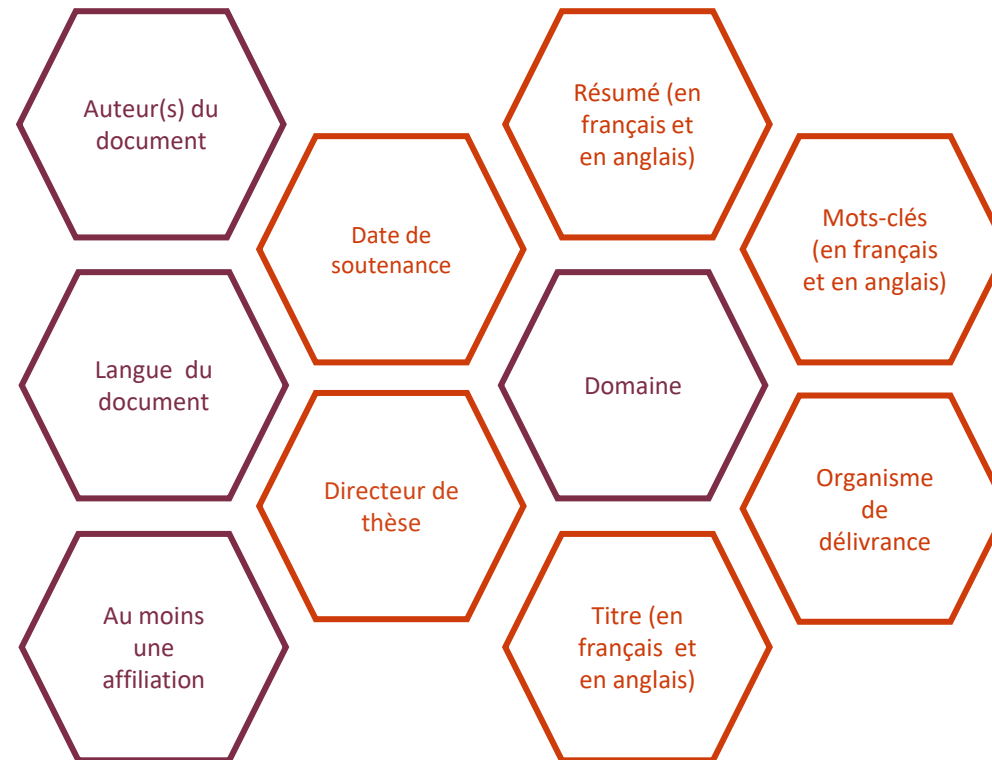 Auteur(s) du
document
Résumé (en
français et
en anglais)
Date de
soutenance
Mots-clés
(en français
et en anglais)
Langue du
document
Domaine
Directeur de
thèse
Organisme
de
délivrance
Au moins
une
affiliation
Titre (en
français et
en anglais)